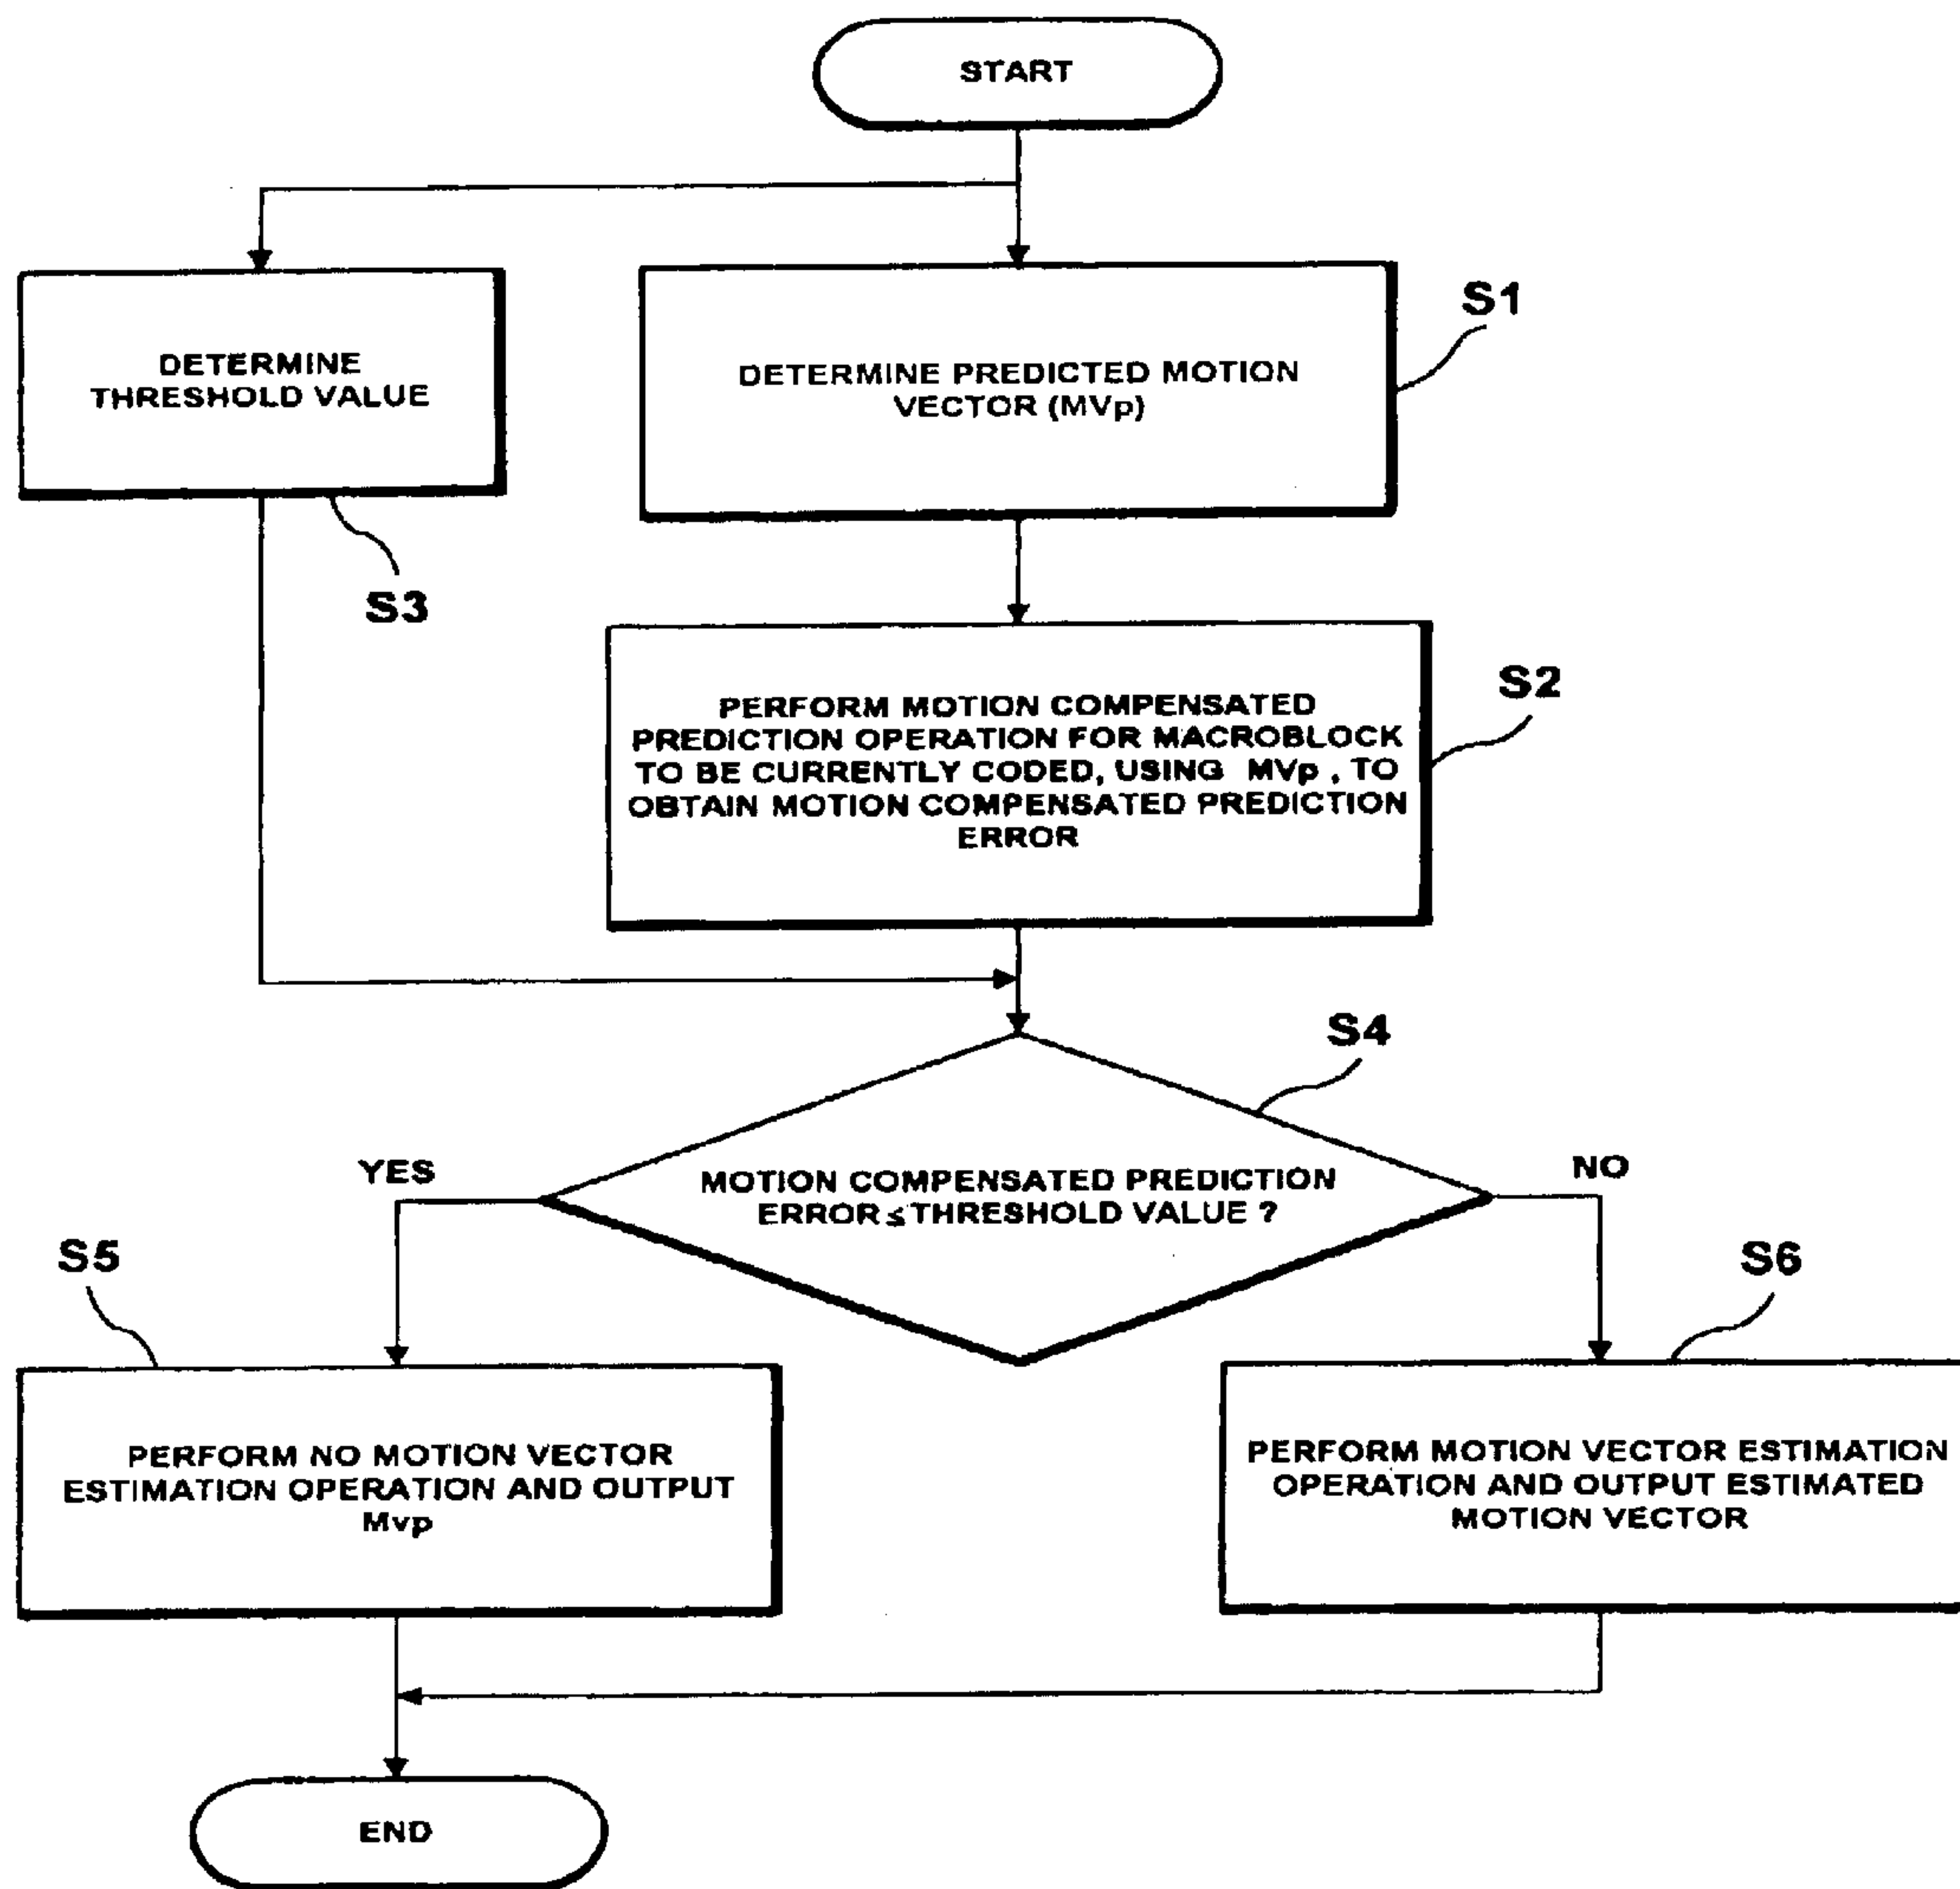 START
DETERMINE
THRESHOLD VALUE
S3
DETERMINE PREDICTED MOTION
VECTOR (MVp)
S1
PERFORM MOTION COMPENSATED
PREDICTION OPERATION FOR MACROBLOCK
TO BE CURRENTLY CODED, USING MVp , TO
OBTAIN MOTION COMPENSATED PREDICTION
ERROR
S2
S4
MOTION COMPENSATED PREDICTION
ERROR ≤ THRESHOLD VALUE ?
YES
NO
S5
PERFORM NO MOTION VECTOR
ESTIMATION OPERATION AND OUTPUT
Mvp
S6
PERFORM MOTION VECTOR ESTIMATION
OPERATION AND OUTPUT ESTIMATED
MOTION VECTOR
END